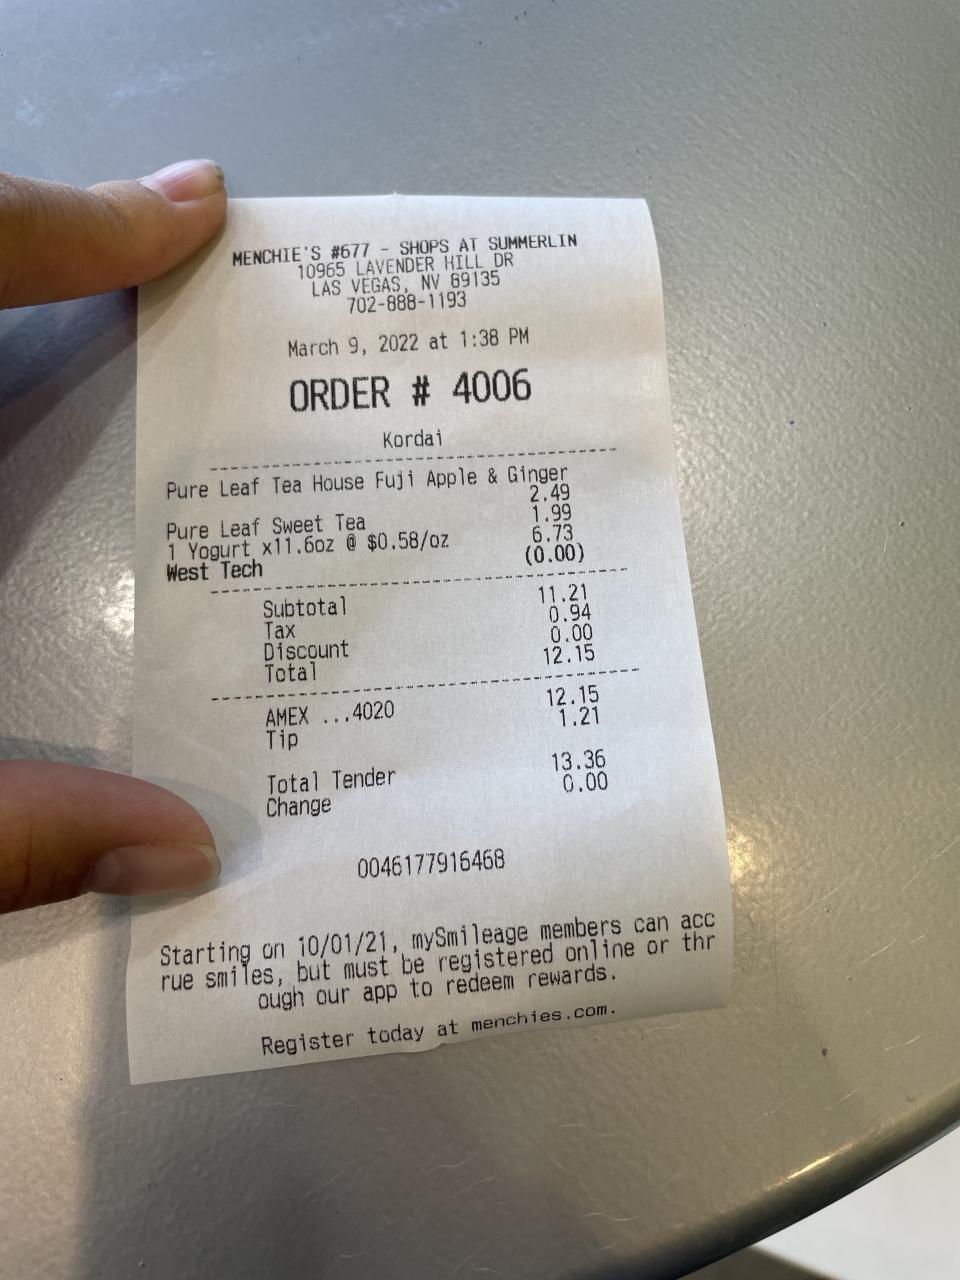 MENCHIE'S #677 - SHOPS AT SUMMERLIN
10965 LAVENDER HILL DR
LAS VEGAS, NV 89135
702-888-1193
March 9, 2022 at 1:38 PM
ORDER # 4006
Kordai
Pure Leaf Tea House Fuji Apple & Ginger
2.49
Pure Leaf Sweet Tea 1.99
1 Yogurt x11.6oz @ $0.58/oz 6.73
West Tech (0.00)
Subtotal 11.21
Tax 0.94
Discount 0.00
Total 12.15
AMEX ...4020 12.15
Tip 1.21
Total Tender 13.36
Change 0.00
0046177916468
Starting on 10/01/21, mySmileage members can acc
rue smiles, but must be registered online or thr
ough our app to redeem rewards.
Register today at menchies.com.